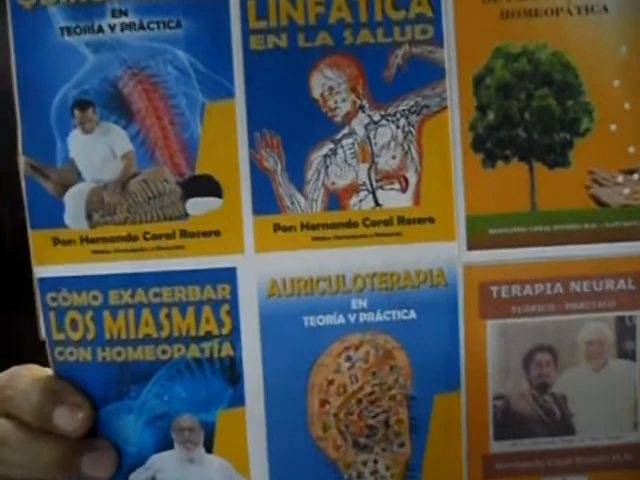 EN
TEORÍA Y PRÁCTICA
Por: Hernando Coral Rosero
LINFÁTICA
EN LA SALUD
Por: Hernando Coral Rosero
HOMEOPÁTICA
CÓMO EXACERBAR
LOS MIASMAS
CON HOMEOPATÍA
AURICULOTERAPIA
EN
TEORÍA Y PRÁCTICA
TERAPIA NEURAL
TEÓRICO - PRÁCTICO